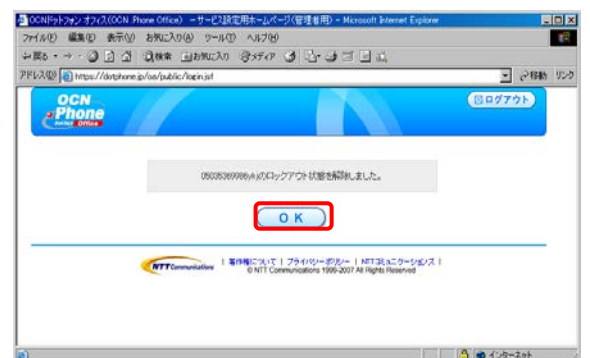 OCNドットフォン オフィス(OCN .Phone Office) －サービス設定用ホームページ(管理者用) - Microsoft Internet Explorer
ファイル(F) 編集(E) 表示(V) お気に入り(A) ツール(T) ヘルプ(H)
戻る 検索 お気に入り メディア
アドレス(D) https://dotphone.jp/oa/public/login.jsf 移動 リンク
OCN
.Phone
Office
ログアウト
のロックアウト状態を解除しました。
OK
NTT Communications | 著作権について | プライバシーポリシー | NTTコミュニケーションズ |
© NTT Communications 1999-2007 All Rights Reserved
インターネット